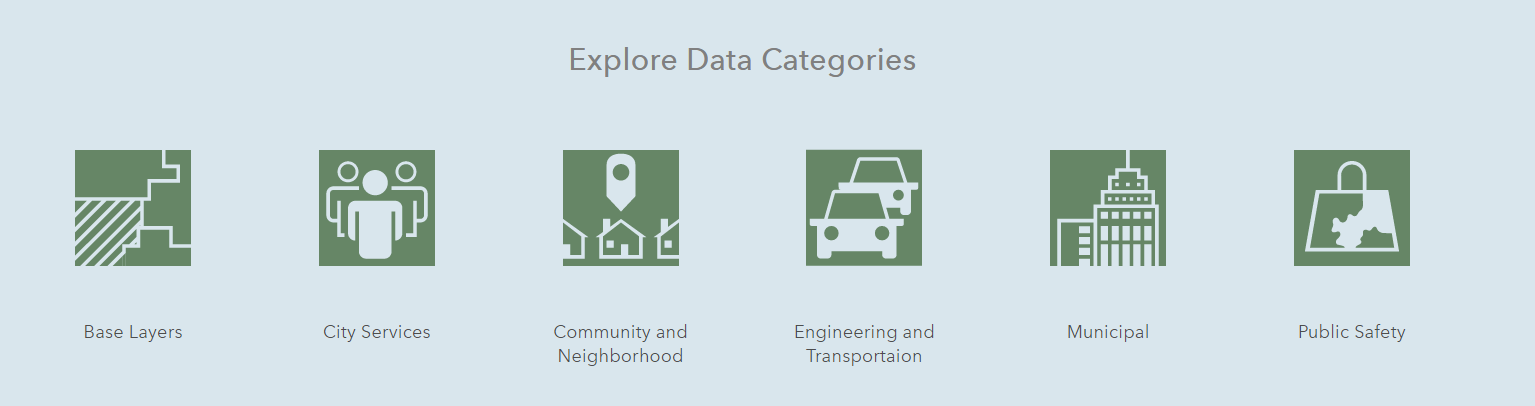 Explore Data Categories
Base Layers
City Services
Community and
Neighborhood
Engineering and
Transportaion
Municipal
Public Safety